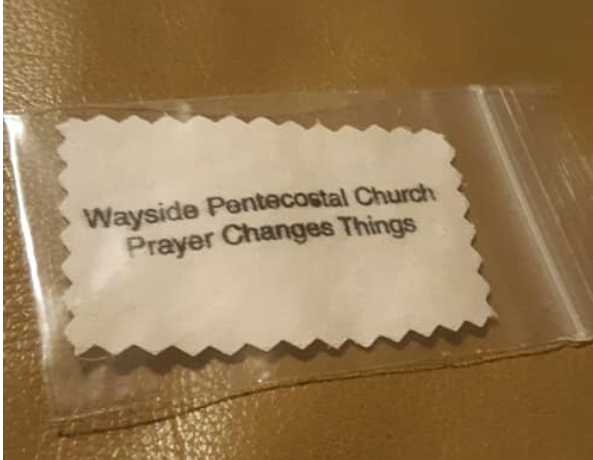 Wayside Pentecostal Church
Prayer Changes Things